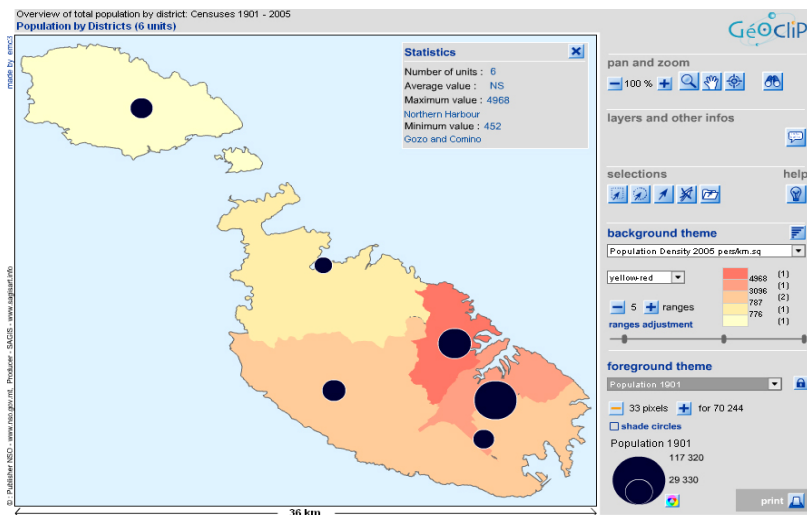 Overview of total population by district: Censuses 1901 - 2005
Population by Districts (6 units)
made by emc3
© : Publisher NSO - www.nso.gov.mt, Producer - SAGIS - www.sagisart.info
Statistics
Number of units : 6
Average value : NS
Maximum value : 4968
Northern Harbour
Minimum value : 452
Gozo and Comino
36 km
GéOcliP
pan and zoom
100 %
layers and other infos
selections
help
background theme
Population Density 2005 pers/km.sq
yellow-red
4968 (1)
3096 (1)
787 (2)
776 (1)
(1)
5 ranges
ranges adjustment
foreground theme
Population 1901
33 pixels for 70 244
shade circles
Population 1901
117 320
29 330
print